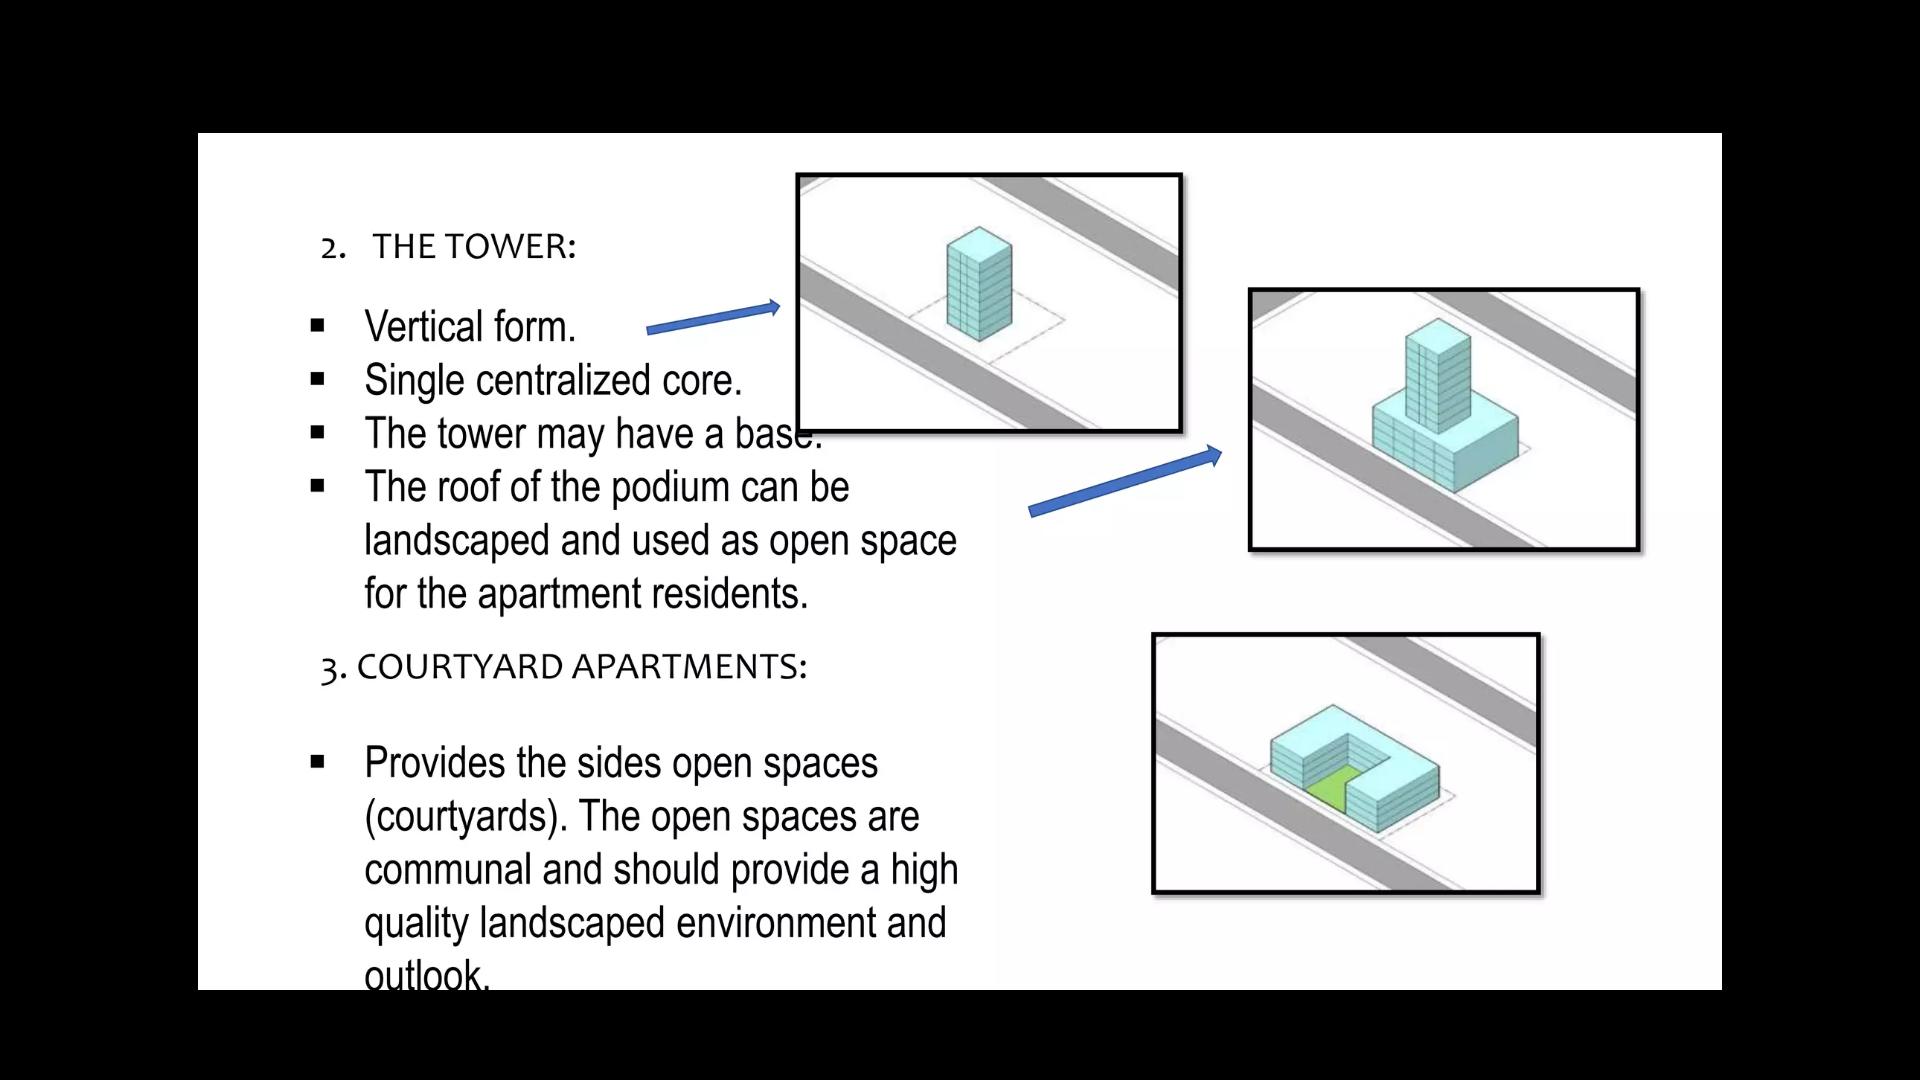 2. THE TOWER:
▪ Vertical form.
▪ Single centralized core.
▪ The tower may have a base.
▪ The roof of the podium can be
landscaped and used as open space
for the apartment residents.
3. COURTYARD APARTMENTS:
▪ Provides the sides open spaces
(courtyards). The open spaces are
communal and should provide a high
quality landscaped environment and
outlook.